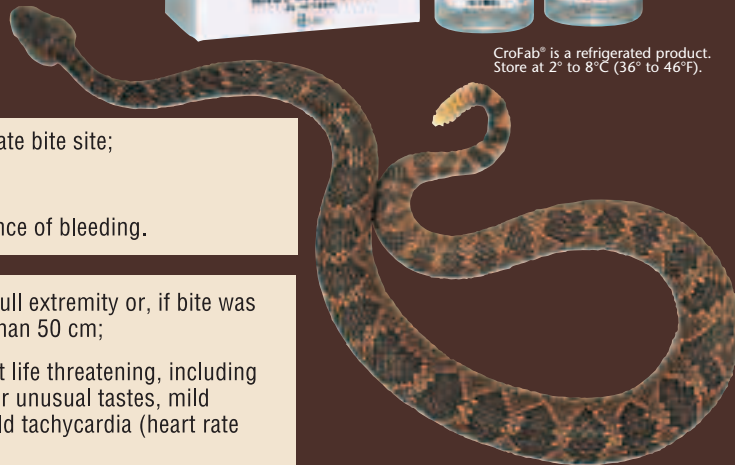 CroFab® is a refrigerated product.
Store at 2° to 8°C (36° to 46°F).
ate bite site;
nce of bleeding.
ull extremity or, if bite was
han 50 cm;
t life threatening, including
r unusual tastes, mild
ld tachycardia (heart rate